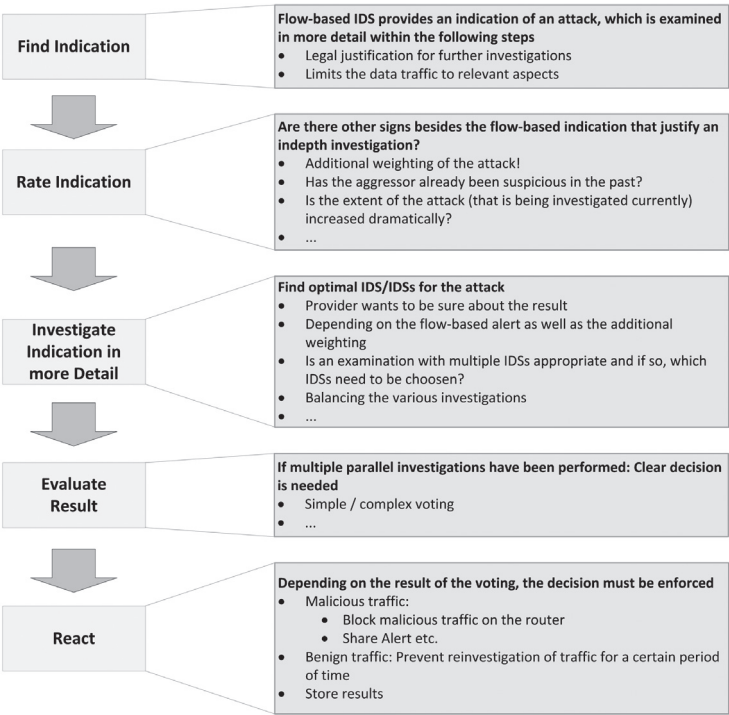 Find Indication
Flow-based IDS provides an indication of an attack, which is examined
in more detail within the following steps
• Legal justification for further investigations
• Limits the data traffic to relevant aspects
Rate Indication
Are there other signs besides the flow-based indication that justify an
indepth investigation?
• Additional weighting of the attack!
• Has the aggressor already been suspicious in the past?
• Is the extent of the attack (that is being investigated currently)
increased dramatically?
• ...
Investigate
Indication in
more Detail
Find optimal IDS/IDSs for the attack
• Provider wants to be sure about the result
• Depending on the flow-based alert as well as the additional
weighting
• Is an examination with multiple IDSs appropriate and if so, which
IDSs need to be choosen?
• Balancing the various investigations
• ...
Evaluate
Result
If multiple parallel investigations have been performed: Clear decision
is needed
• Simple / complex voting
• ...
React
Depending on the result of the voting, the decision must be enforced
• Malicious traffic:
• Block malicious traffic on the router
• Share Alert etc.
• Benign traffic: Prevent reinvestigation of traffic for a certain period
of time
• Store results